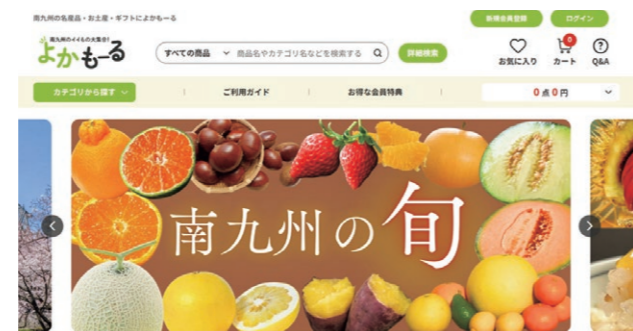 南九州の名産品・お土産・ギフトによかもーる
新規会員登録 ログイン
南九州のイイもの大集合!
よかもーる
すべての商品 商品名やカテゴリ名などを検索する 詳細検索
0
お気に入り カート Q&A
カテゴリから探す ご利用ガイド お得な会員特典 0点0円
南九州の旬